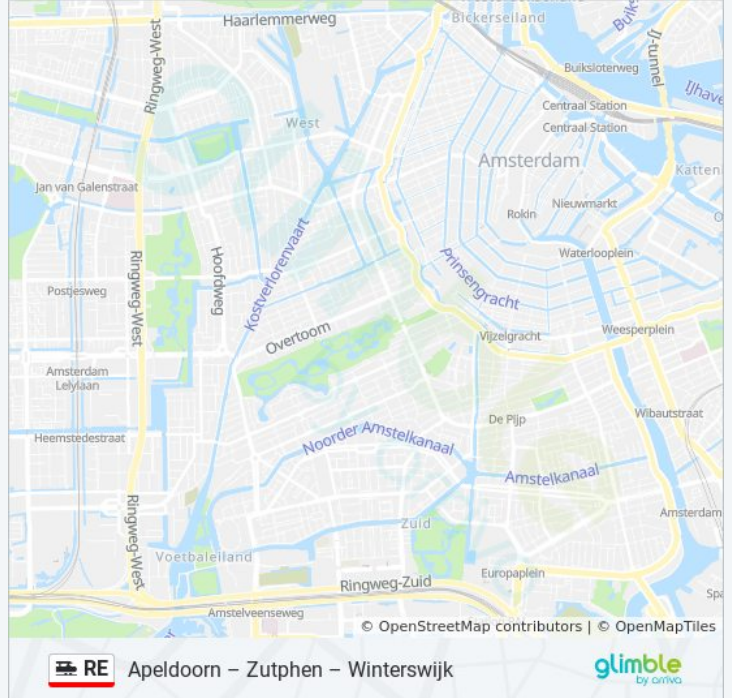 Haarlemmerweg
Bickerseiland
Ringweg-West
IJ-tunnel
Buiksloterweg
Centraal Station
Centraal Station
West
Amsterdam
Jan van Galenstraat
Rokin
Nieuwmarkt
Waterlooplein
Hoofdweg
Kostverlorenvaart
Prinsengracht
Postjesweg
Ringweg-West
Overtoom
Vijzelgracht
Weesperplein
Amsterdam
Lelylaan
De Pijp
Wibautstraat
Heemstedestraat
Noorder Amstelkanaal
Amstelkanaal
Ringweg-West
Zuid
Amsterdam
Voetbaleiland
Ringweg-Zuid
Europaplein
Amstelveenseweg
© OpenStreetMap contributors | © OpenMapTiles
RE Apeldoorn – Zutphen – Winterswijk
glimble
by arriva